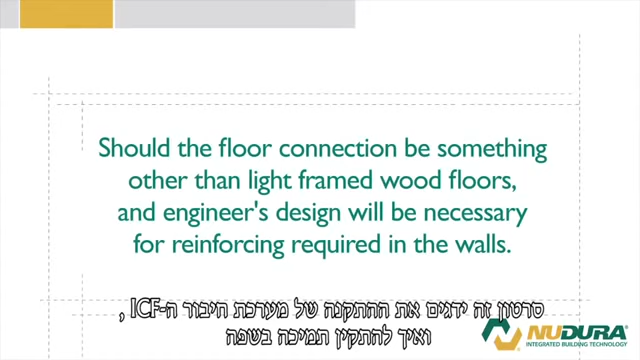 Should the floor connection be something
other than light framed wood floors,
and engineer's design will be necessary
for reinforcing required in the walls.
סרטון זה ידגים את ההתקנה של מערכת חיבור ה-ICF,
ואיך להתקין תמיכה בשפה
NUDURA
INTEGRATED BUILDING TECHNOLOGY